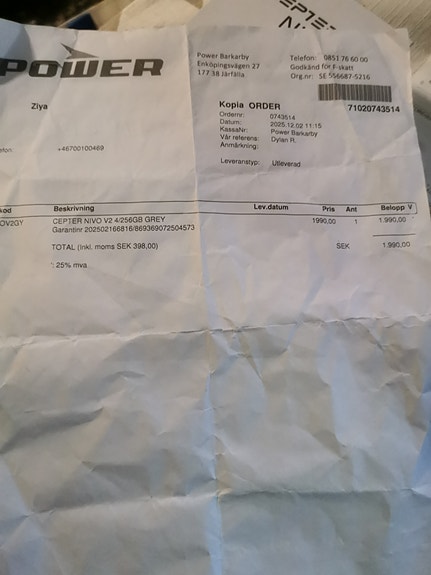 EPTER
POWER
Power Barkarby
Enköpingsvägen 27
177 38 Järfälla
Telefon: 0851 76 60 00
Godkänd för F-skatt
Org.nr: SE 556687-5216
Ziya
Kopia ORDER
71020743514
Ordernr: 0743514
Datum: 2025.12.02 11:15
KassaNr: Power Barkarby
Vår referens: Dylan R.
Anmärkning:
efon: +46700100469
Leveranstyp: Utleverad
kod Beskrivning Lev.datum Pris Ant Belopp V
OV2GY CEPTER NIVO V2 4/256GB GREY 1990,00 1 1.990,00
Garantinr 202502166816/869369072504573
TOTAL (Inkl. moms SEK 398,00) SEK 1.990,00
*: 25% mva